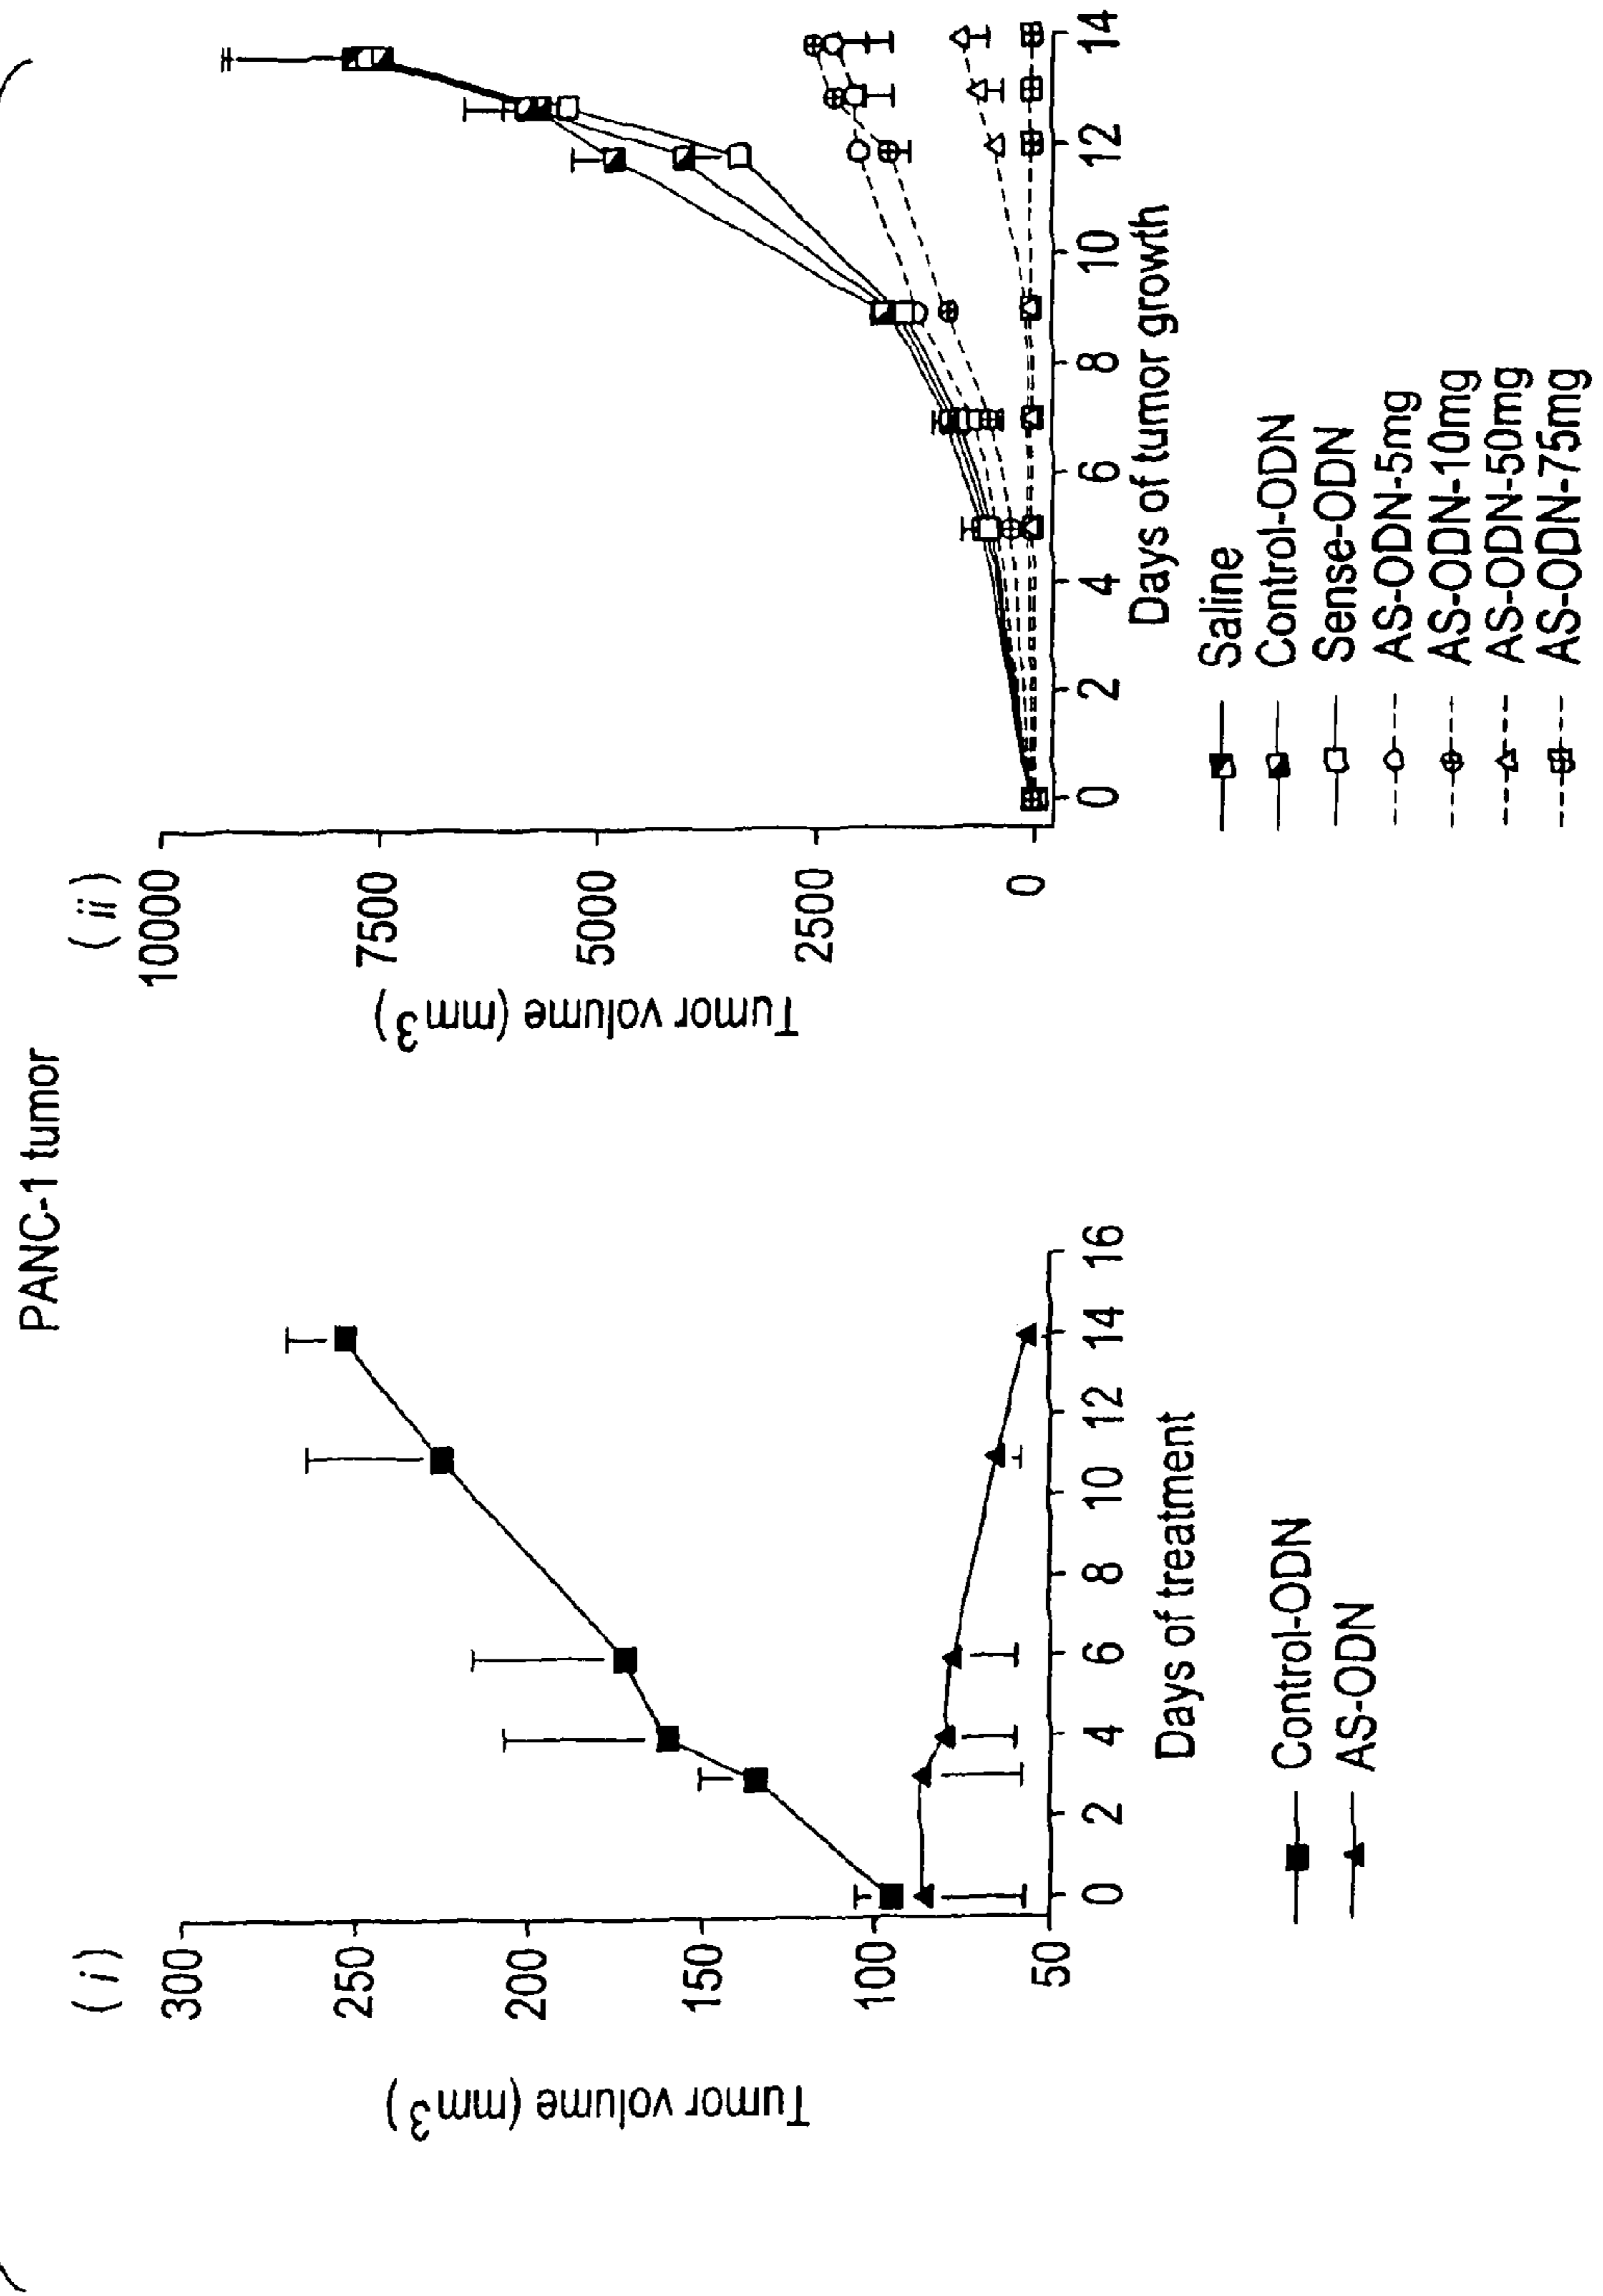 PANC-1 tumor
( i )
Tumor volume (mm3)
300
250
200
150
100
50
0 2 4 6 8 10 12 14 16
Days of treatment
Control-ODN
AS-ODN
( ii )
Tumor volume (mm3)
10000
7500
5000
2500
0
0 2 4 6 8 10 12 14
Days of tumor growth
Saline
Control-ODN
Sense-ODN
AS-ODN-5mg
AS-ODN-10mg
AS-ODN-50mg
AS-ODN-75mg